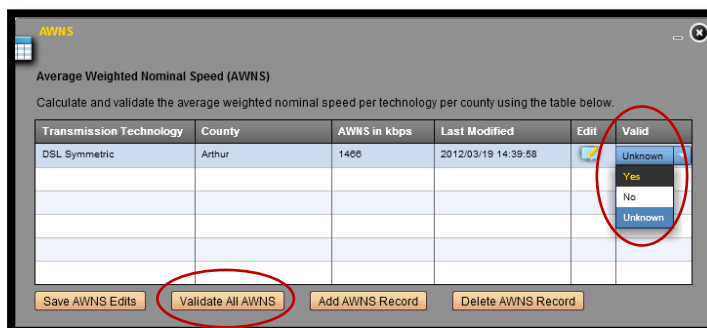 AWNS
Average Weighted Nominal Speed (AWNS)
Calculate and validate the average weighted nominal speed per technology per county using the table below.
Transmission Technology County AWNS in kbps Last Modified Edit Valid
DSL Symmetric Arthur 1466 2012/03/19 14:39:58 Unknown
Yes
No
Unknown
Save AWNS Edits Validate All AWNS Add AWNS Record Delete AWNS Record